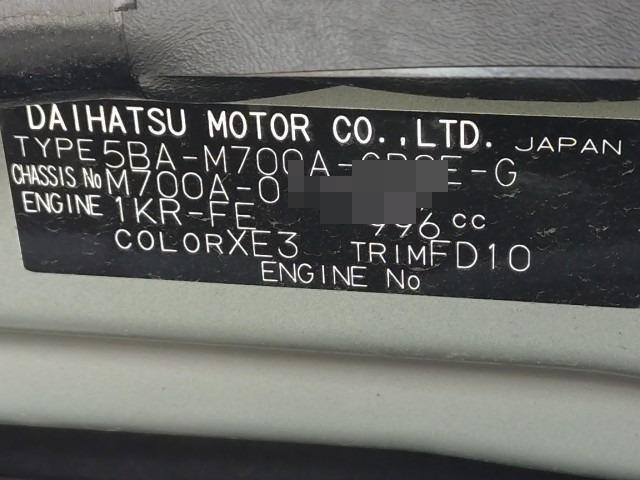 DAIHATSU MOTOR CO.,LTD. JAPAN
TYPE 5BA-M700A- E-G
CHASSIS No M700A-0
ENGINE 1KR-FE 996 cc
COLOR XE3 TRIM FD10
ENGINE No